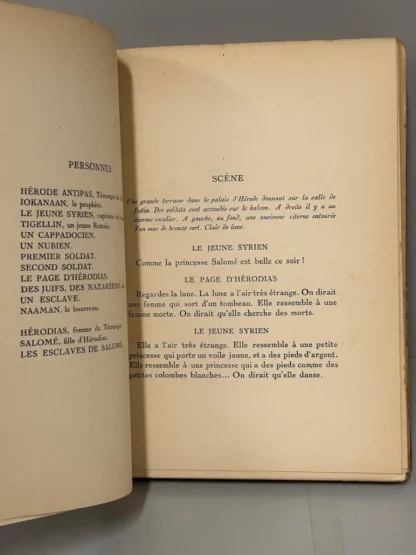 PERSONNES
HÉRODE ANTIPAS, Tétrarque de
IOKANAAN, le prophète.
LE JEUNE SYRIEN, capitaine de la
TIGELLIN, un jeune Romain.
UN CAPPADOCIEN.
UN NUBIEN.
PREMIER SOLDAT.
SECOND SOLDAT.
LE PAGE D'HÉRODIAS.
DES JUIFS, DES NAZARÉENS,
UN ESCLAVE.
NAAMAN, le bourreau.
HÉRODIAS, femme du Tétrarque
SALOMÉ, fille d'Hérodias.
LES ESCLAVES DE SALOMÉ.
SCÈNE
Une grande terrasse dans le palais d'Hérode donnant sur la salle de
festin. Des soldats sont accoudés sur le balcon. A droite il y a un
énorme escalier. A gauche, au fond, une ancienne citerne entourée
d'un mur de bronze vert. Clair de lune.
LE JEUNE SYRIEN
Comme la princesse Salomé est belle ce soir !
LE PAGE D'HÉRODIAS
Regardez la lune. La lune a l'air très étrange. On dirait
une femme qui sort d'un tombeau. Elle ressemble à une
femme morte. On dirait qu'elle cherche des morts.
LE JEUNE SYRIEN
Elle a l'air très étrange. Elle ressemble à une petite
princesse qui porte un voile jaune, et a des pieds d'argent.
Elle ressemble à une princesse qui a des pieds comme des
petites colombes blanches... On dirait qu'elle danse.